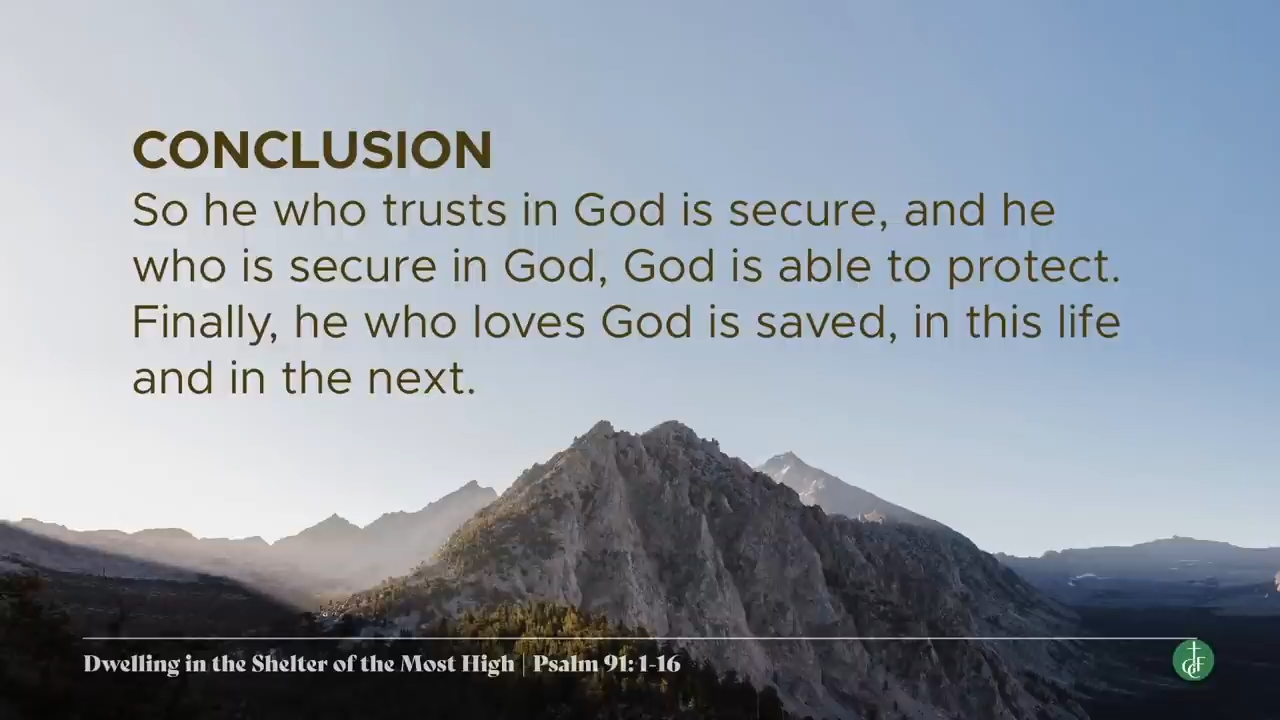 CONCLUSION
So he who trusts in God is secure, and he
who is secure in God, God is able to protect.
Finally, he who loves God is saved, in this life
and in the next.
Dwelling in the Shelter of the Most High | Psalm 91: 1-16